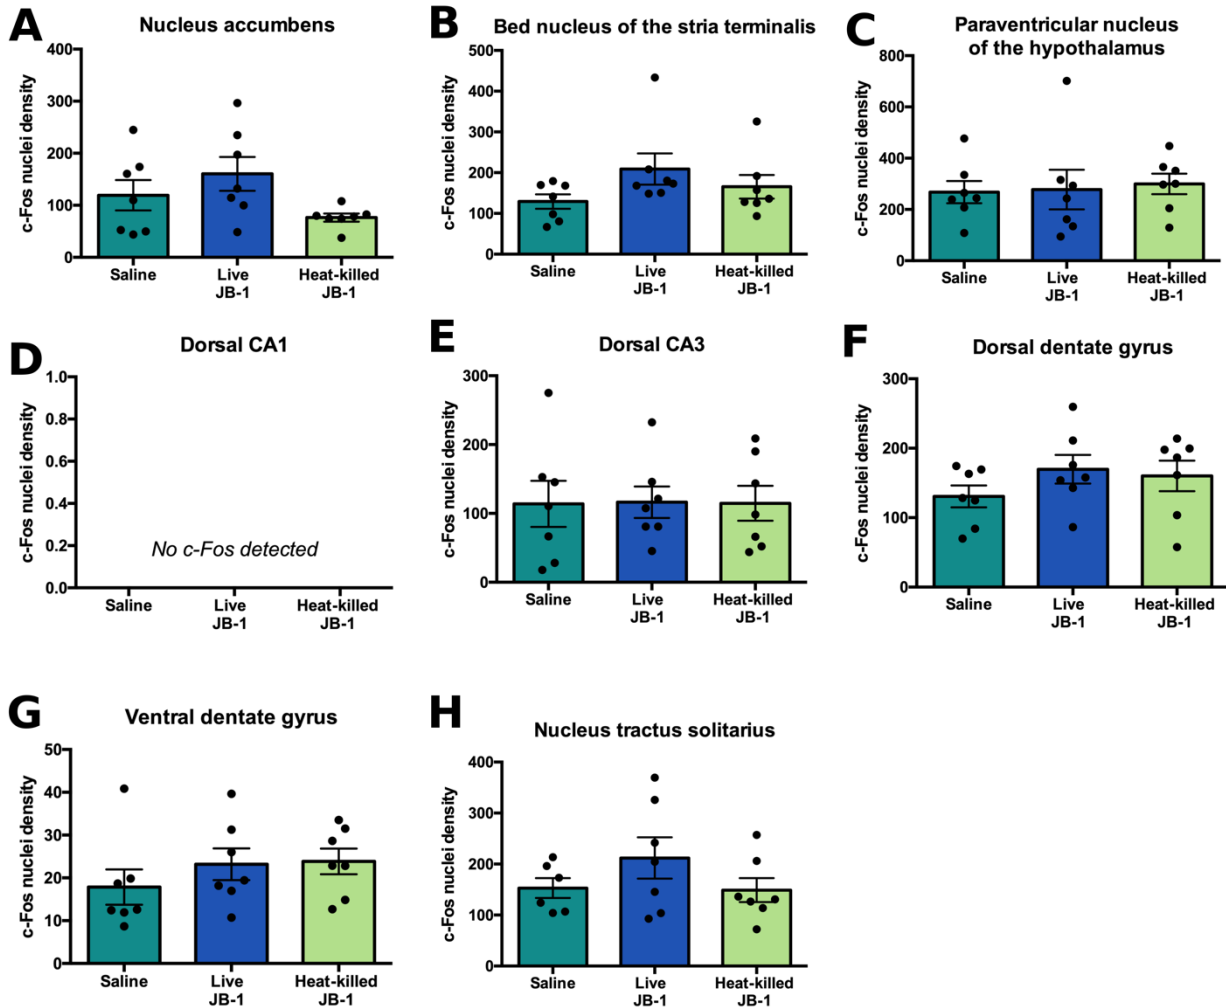 A
Nucleus accumbens
c-Fos nuclei density
400
300
200
100
0
Saline
Live
JB-1
Heat-killed
JB-1
B
Bed nucleus of the stria terminalis
c-Fos nuclei density
500
400
300
200
100
0
Saline
Live
JB-1
Heat-killed
JB-1
C
Paraventricular nucleus
of the hypothalamus
c-Fos nuclei density
800
600
400
200
0
Saline
Live
JB-1
Heat-killed
JB-1
D
Dorsal CA1
c-Fos nuclei density
1.0
0.8
0.6
0.4
0.2
0.0
No c-Fos detected
Saline
Live
JB-1
Heat-killed
JB-1
E
Dorsal CA3
c-Fos nuclei density
300
200
100
0
Saline
Live
JB-1
Heat-killed
JB-1
F
Dorsal dentate gyrus
c-Fos nuclei density
300
200
100
0
Saline
Live
JB-1
Heat-killed
JB-1
G
Ventral dentate gyrus
c-Fos nuclei density
50
40
30
20
10
0
Saline
Live
JB-1
Heat-killed
JB-1
H
Nucleus tractus solitarius
c-Fos nuclei density
400
300
200
100
0
Saline
Live
JB-1
Heat-killed
JB-1